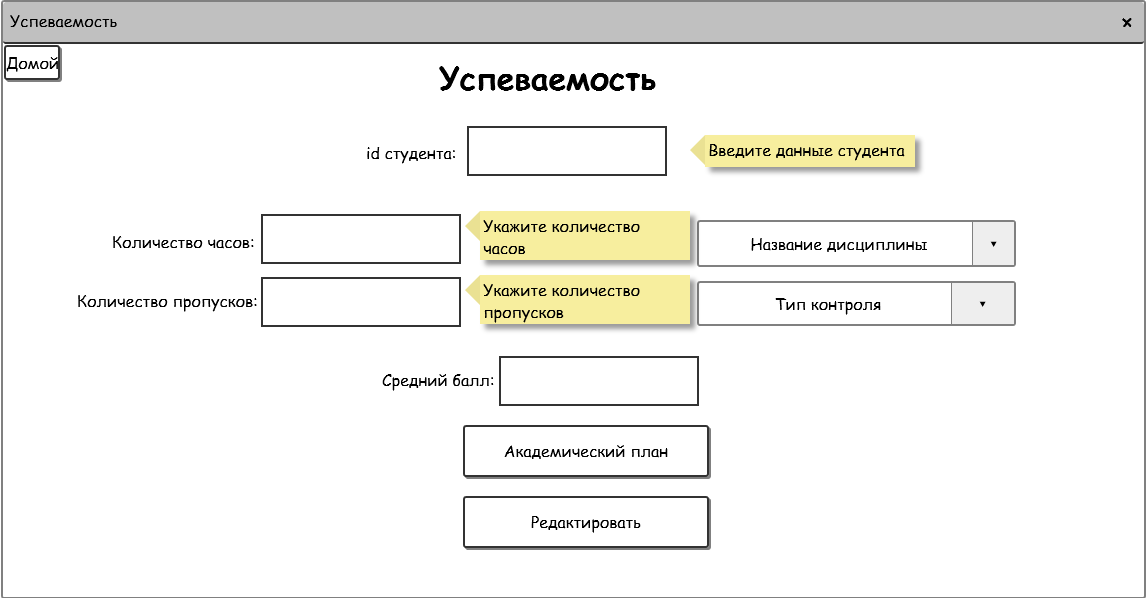 Успеваемость
Домой
Успеваемость
id студента:
Введите данные студента
Количество часов:
Укажите количество
часов
Название дисциплины
Количество пропусков:
Укажите количество
пропусков
Тип контроля
Средний балл:
Академический план
Редактировать